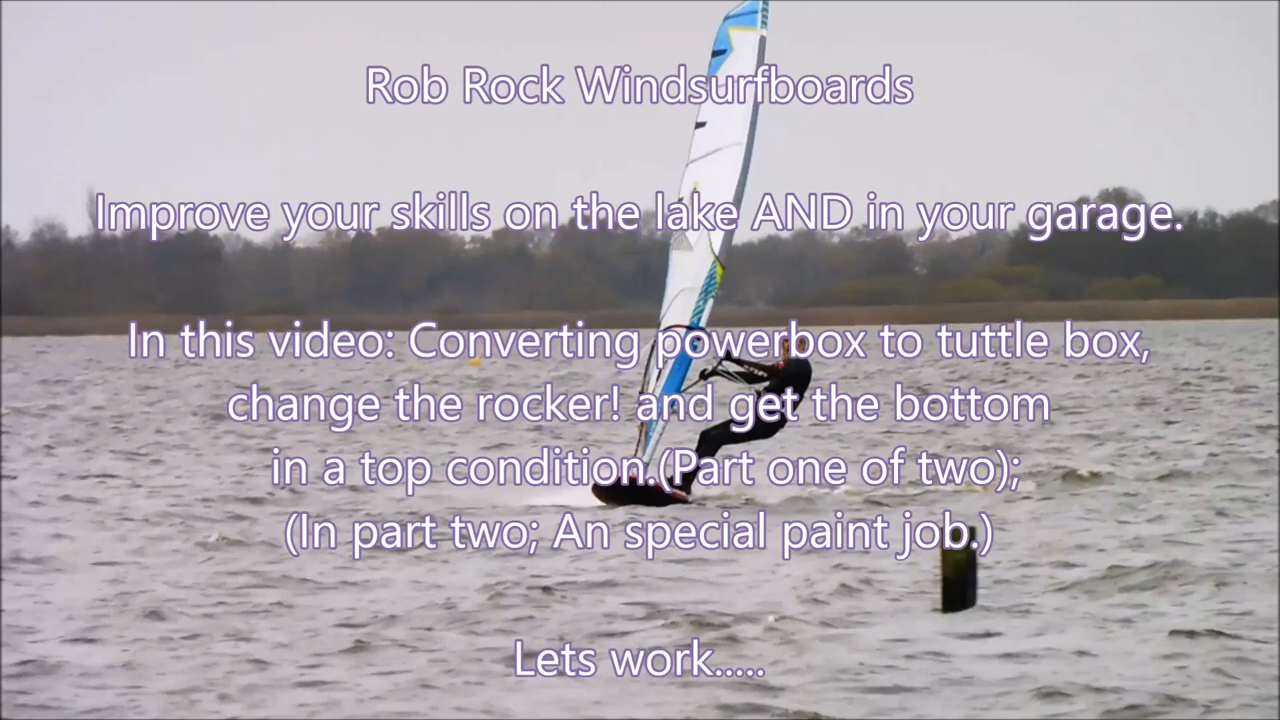 Rob Rock Windsurfboards
Improve your skills on the lake AND in your garage.
In this video: Converting powerbox to tuttle box,
change the rocker! and get the bottom
in a top condition.(Part one of two);
(In part two; An special paint job.)
Lets work.....